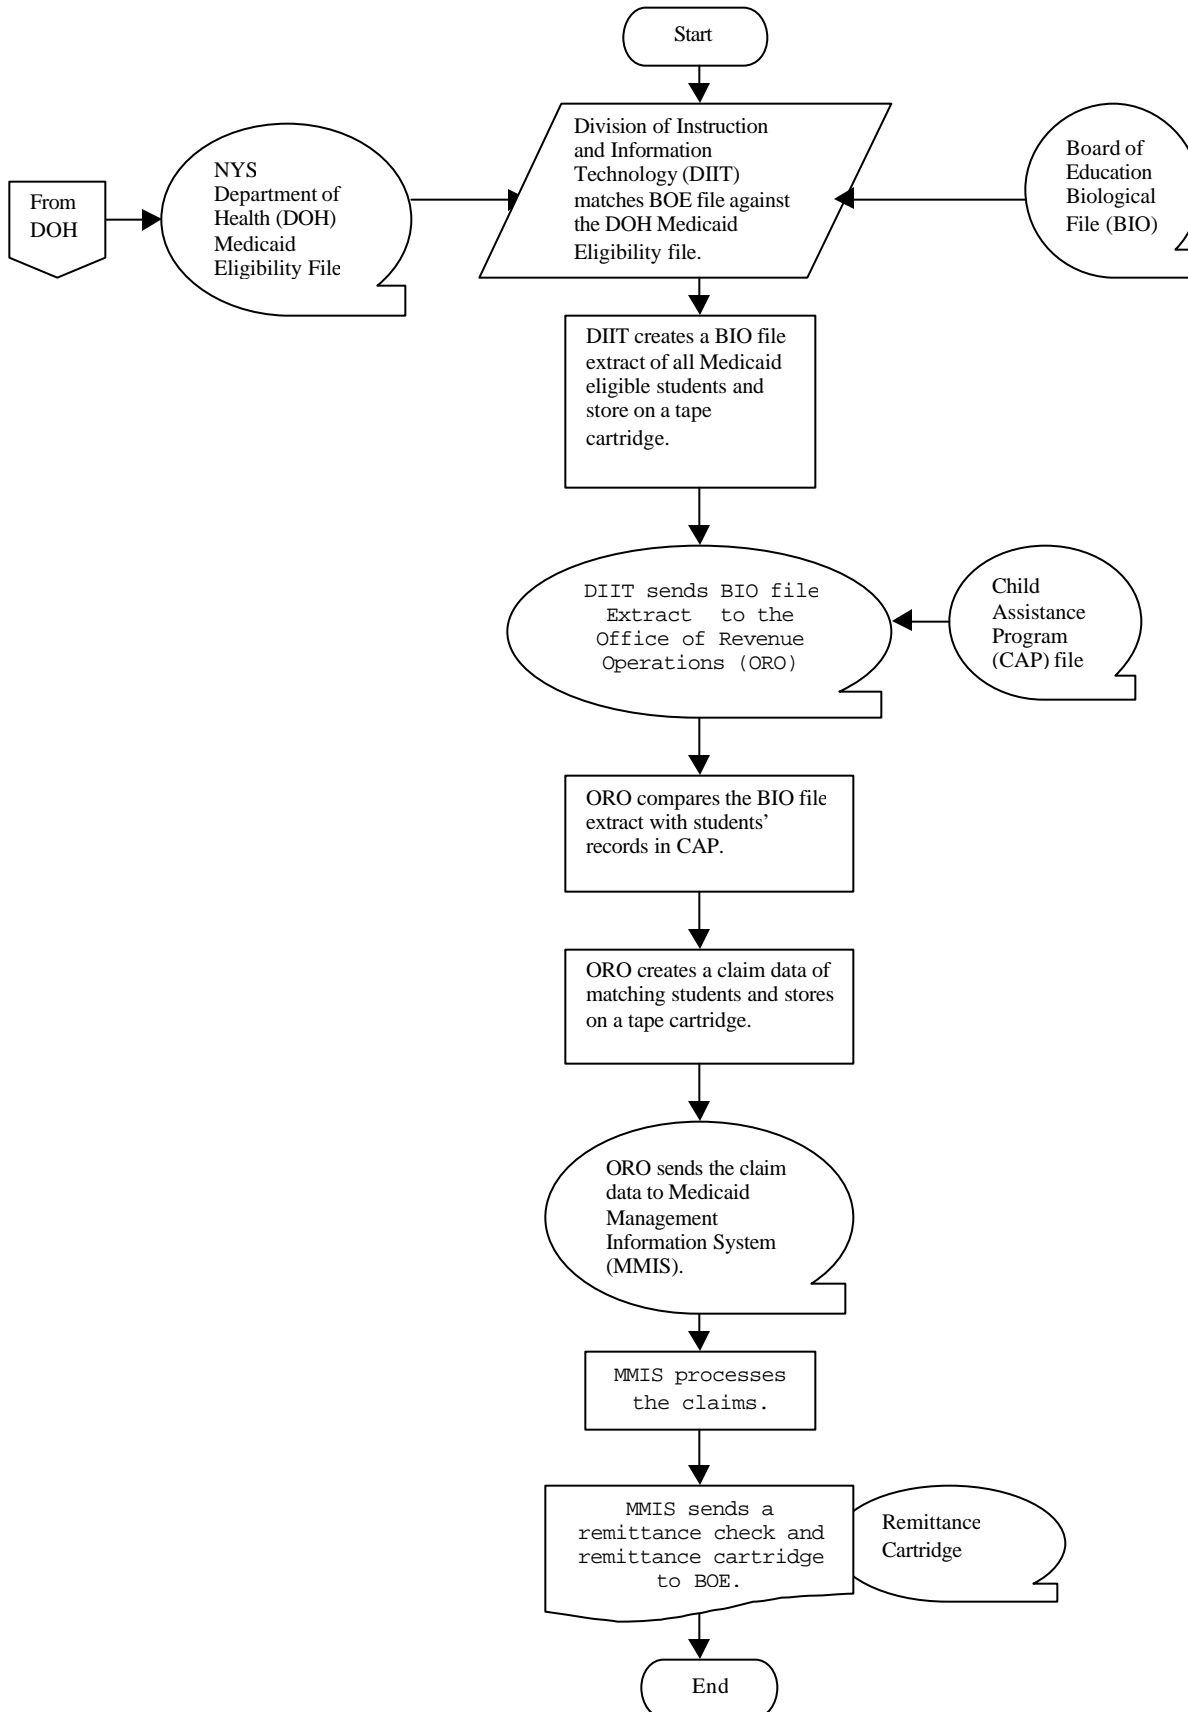 Start
Division of Instruction
and Information
Technology (DIIT)
matches BOE file against
the DOH Medicaid
Eligibility file.
NYS
Department of
Health (DOH)
Medicaid
Eligibility File
From
DOH
Board of
Education
Biological
File (BIO)
DIIT creates a BIO file
extract of all Medicaid
eligible students and
store on a tape
cartridge.
DIIT sends BIO file
Extract to the
Office of Revenue
Operations (ORO)
Child
Assistance
Program
(CAP) file
ORO compares the BIO file
extract with students’
records in CAP.
ORO creates a claim data of
matching students and stores
on a tape cartridge.
ORO sends the claim
data to Medicaid
Management
Information System
(MMIS).
MMIS processes
the claims.
MMIS sends a
remittance check and
remittance cartridge
to BOE.
Remittance
Cartridge
End